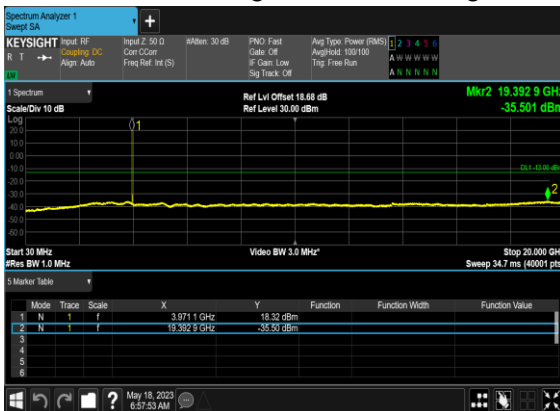 Spectrum Analyzer 1
Swept SA
KEYSIGHT
R T
LV
Input: RF
Coupling: DC
Align: Auto
Input Z: 50 Ω
Corr CCorr
Freq Ref: Int (S)
#Atten: 30 dB
PNO: Fast
Gate: Off
IF Gain: Low
Sig Track: Off
Avg Type: Power (RMS)
Avg|Hold: 100/100
Trig: Free Run
1 2 3 4 5 6
A W W W W W
A N N N N N
1 Spectrum
Scale/Div 10 dB
Ref Lvl Offset 18.68 dB
Ref Level 30.00 dBm
Mkr2 19.392 9 GHz
-35.501 dBm
Log
20.0
10.0
0.00
-10.0
-20.0
-30.0
-40.0
-50.0
-60.0
1
DL1 -13.00 dBm
2
Start 30 MHz
#Res BW 1.0 MHz
Video BW 3.0 MHz*
Stop 20.000 GHz
Sweep 34.7 ms (40001 pts)
5 Marker Table
Mode Trace Scale X Y Function Function Width Function Value
1 N 1 f 3.971 1 GHz 18.32 dBm
2 N 1 f 19.392 9 GHz -35.50 dBm
3
4
5
6
?
May 18, 2023
6:57:53 AM